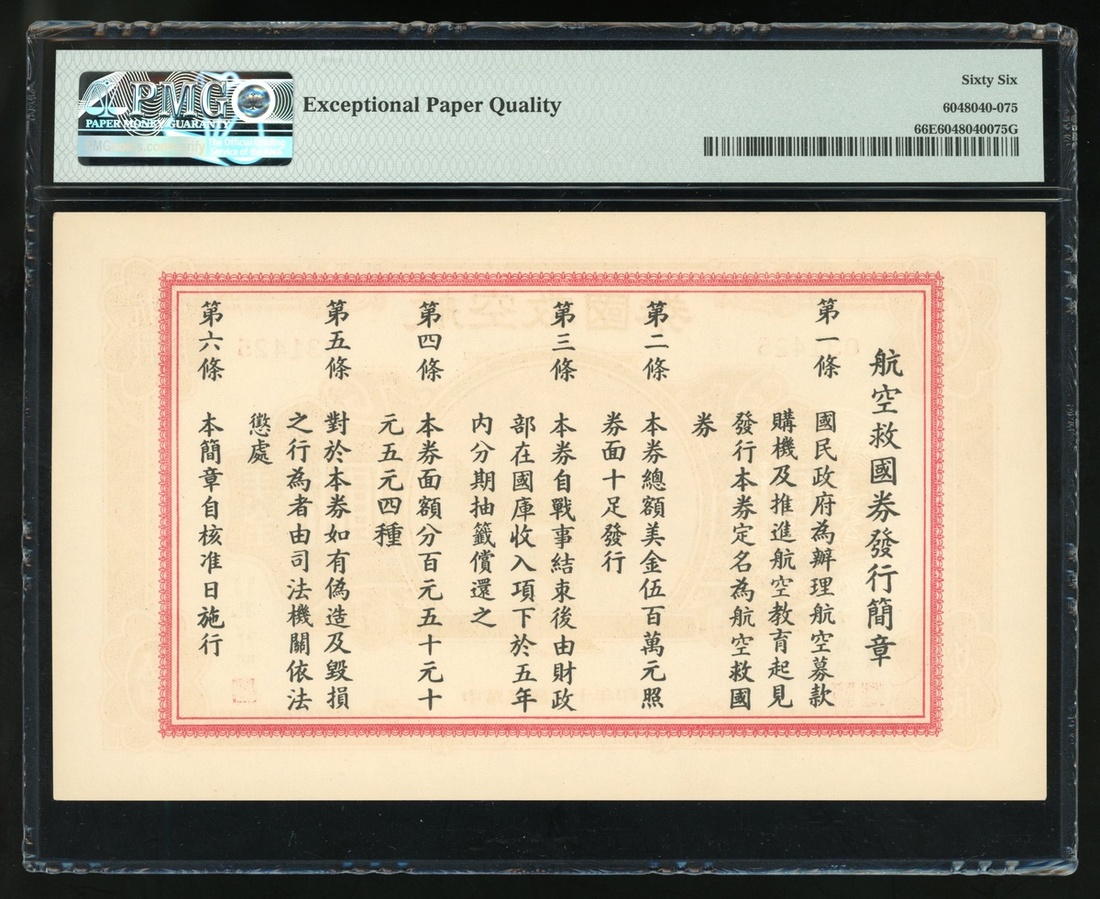 PMG
PAPER MONEY GUARANTY
Exceptional Paper Quality
Sixty Six
6048040-075
66E6048040075G
航空救國券發行簡章
第一條 國民政府為辦理航空募款
購機及推進航空教育起見
發行本券定名為航空救國
券
第二條 本券總額美金伍百萬元照
券面十足發行
第三條 本券自戰事結束後由財政
部在國庫收入項下於五年
內分期抽籤償還之
第四條 本券面額分百元五十元十
元五元四種
第五條 對於本券如有偽造及毀損
之行為者由司法機關依法
懲處
第六條 本簡章自核准日施行